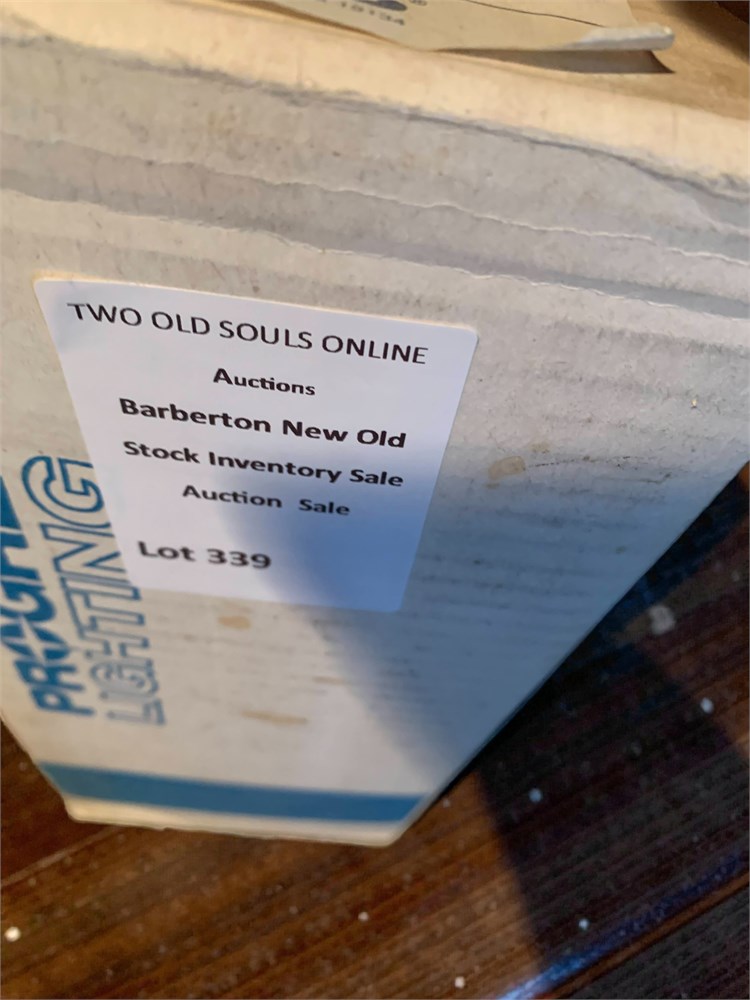 TWO OLD SOULS ONLINE
Auctions
Barberton New Old
Stock Inventory Sale
Auction Sale
Lot 339
LIGHTING